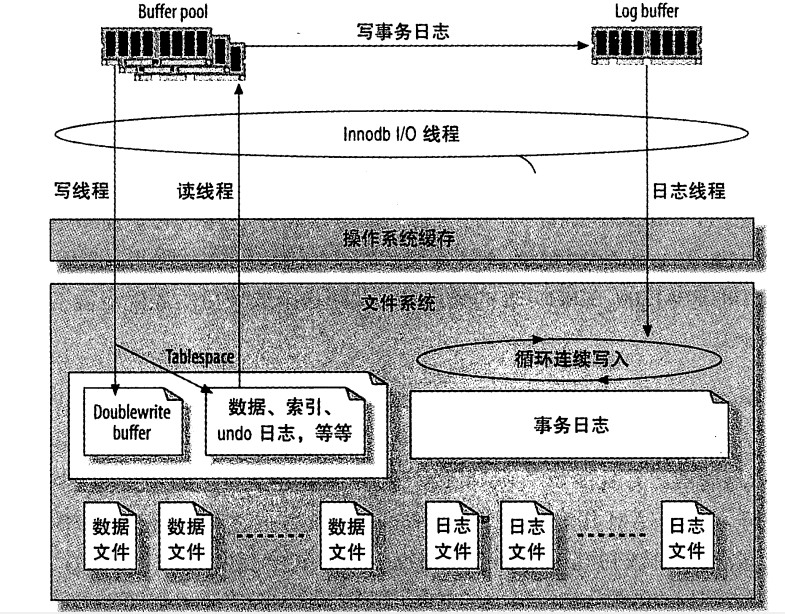 Buffer pool
Log buffer
写事务日志
Innodb I/O 线程
写线程
读线程
日志线程
操作系统缓存
文件系统
Tablespace
循环连续写入
Doublewrite
buffer
数据、索引、
undo 日志，等等
事务日志
数据
文件
数据
文件
数据
文件
日志
文件
日志
文件
日志
文件